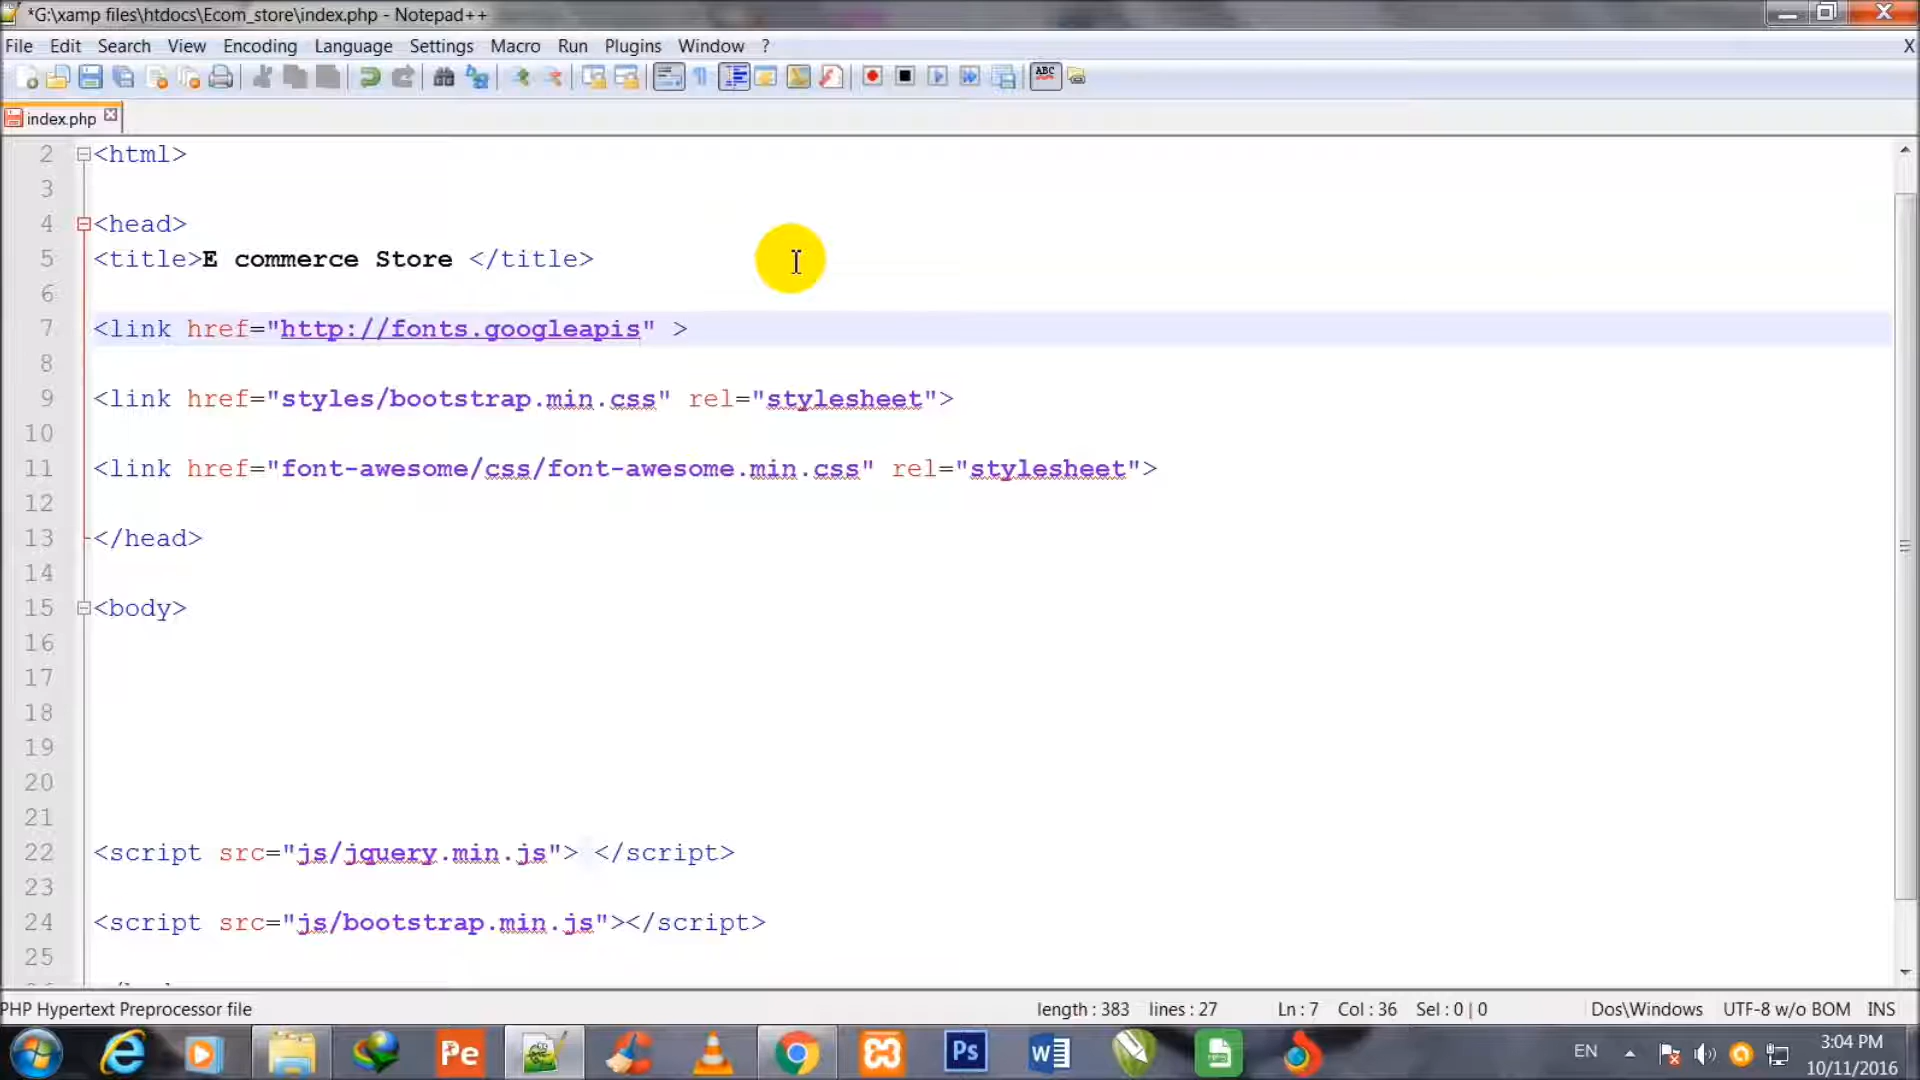 *G:\xamp files\htdocs\Ecom_store\index.php - Notepad++
File Edit Search View Encoding Language Settings Macro Run Plugins Window ? X
ABC
index.php
2 <html>
3
4 <head>
5 <title>E commerce Store </title>
6
7 <link href="http://fonts.googleapis" >
8
9 <link href="styles/bootstrap.min.css" rel="stylesheet">
10
11 <link href="font-awesome/css/font-awesome.min.css" rel="stylesheet">
12
13 </head>
14
15 <body>
16
17
18
19
20
21
22 <script src="js/jquery.min.js"> </script>
23
24 <script src="js/bootstrap.min.js"></script>
25
PHP Hypertext Preprocessor file length : 383 lines : 27 Ln : 7 Col : 36 Sel : 0 | 0 Dos\Windows UTF-8 w/o BOM INS
Pe Ps W EN 3:04 PM
10/11/2016